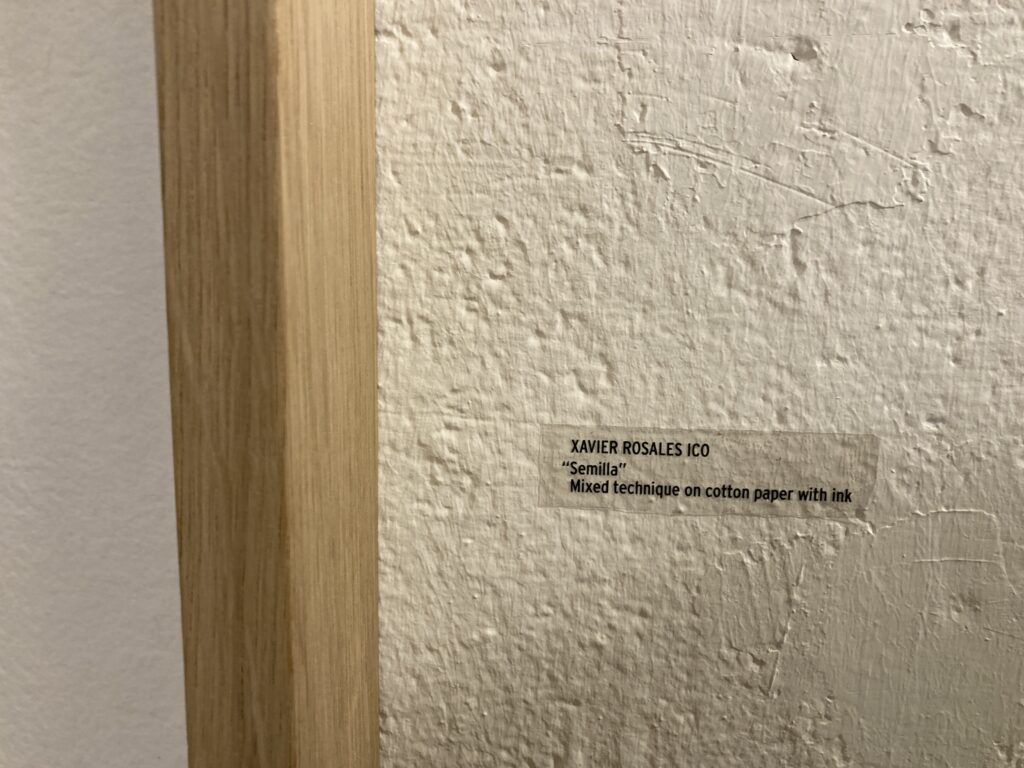 XAVIER ROSALES ICO
“Semilla”
Mixed technique on cotton paper with ink